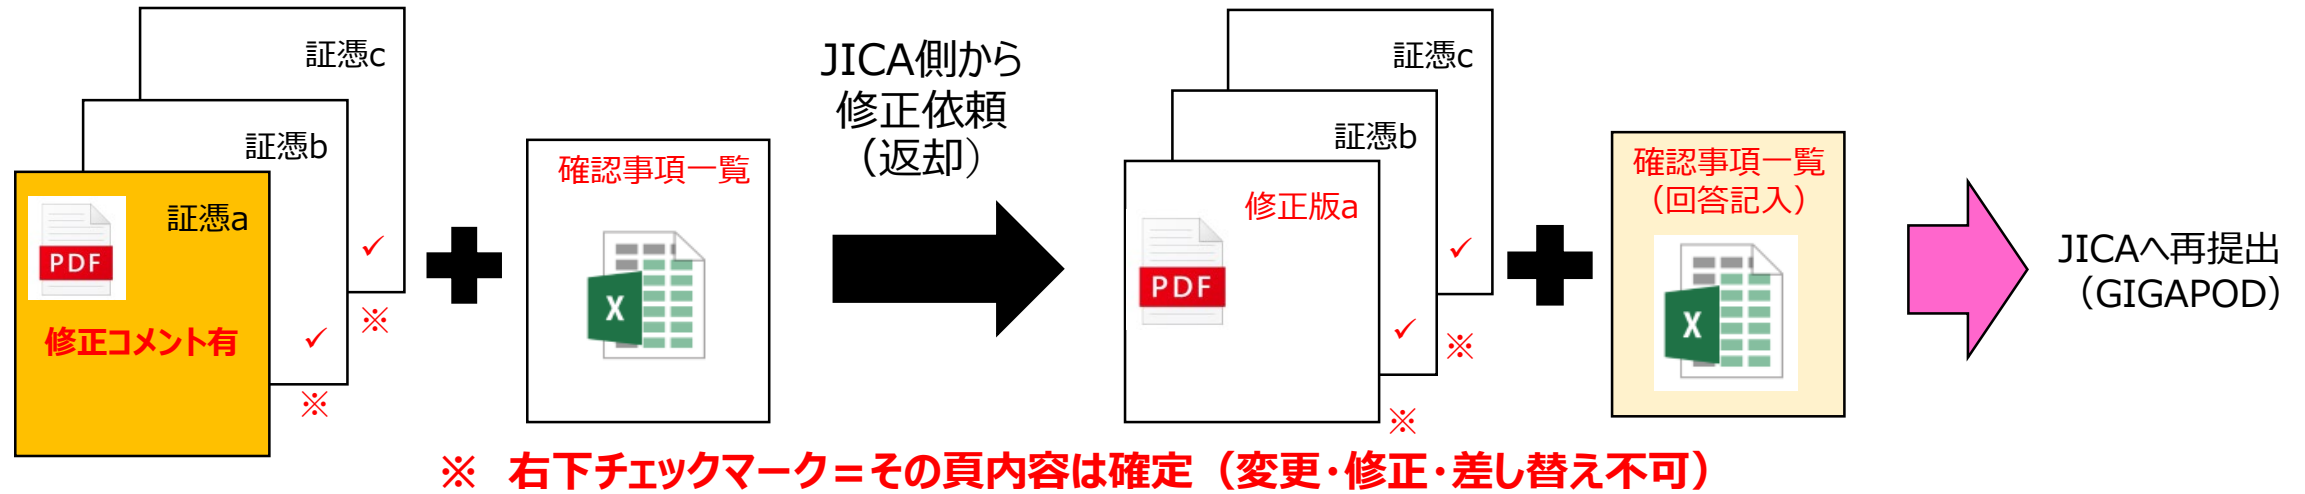 証憑c
証憑b
証憑a
PDF
修正コメント有
✓
※
✓
※
確認事項一覧
X
JICA側から
修正依頼
（返却）
証憑c
証憑b
修正版a
PDF
✓
※
✓
※
確認事項一覧
（回答記入）
X
JICAへ再提出
（GIGAPOD）
※ 右下チェックマーク＝その頁内容は確定（変更・修正・差し替え不可）